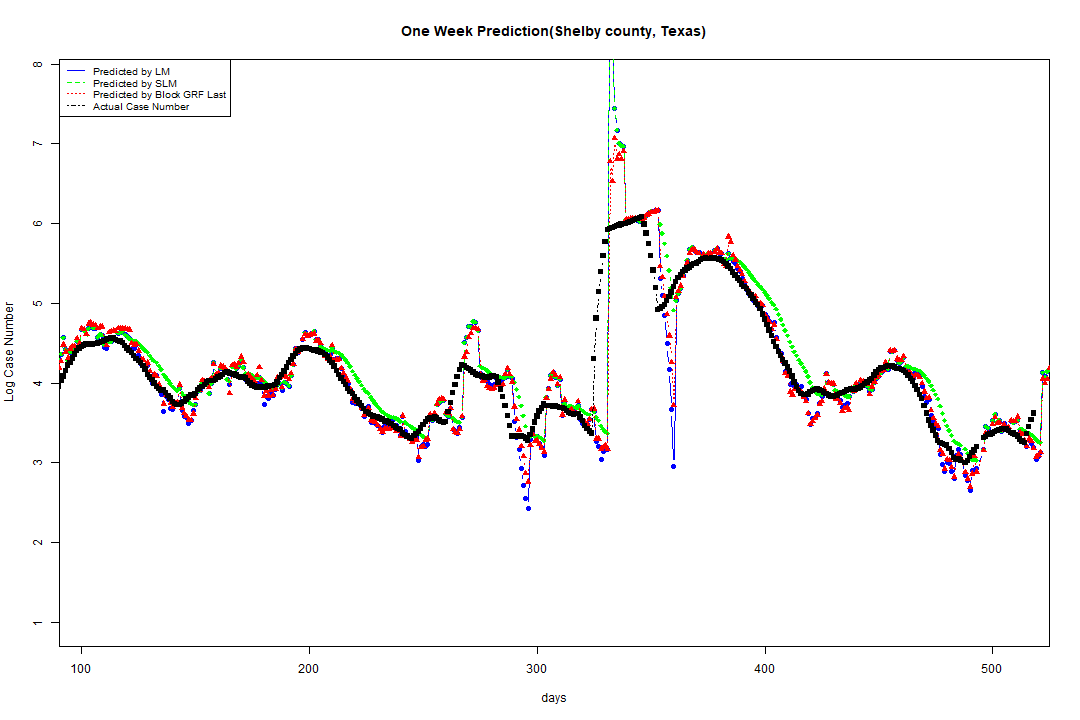 One Week Prediction(Shelby county, Texas)
Predicted by LM
Predicted by SLM
Predicted by Block GRF Last
Actual Case Number
Log Case Number
8
7
6
5
4
3
2
1
100 200 300 400 500
days